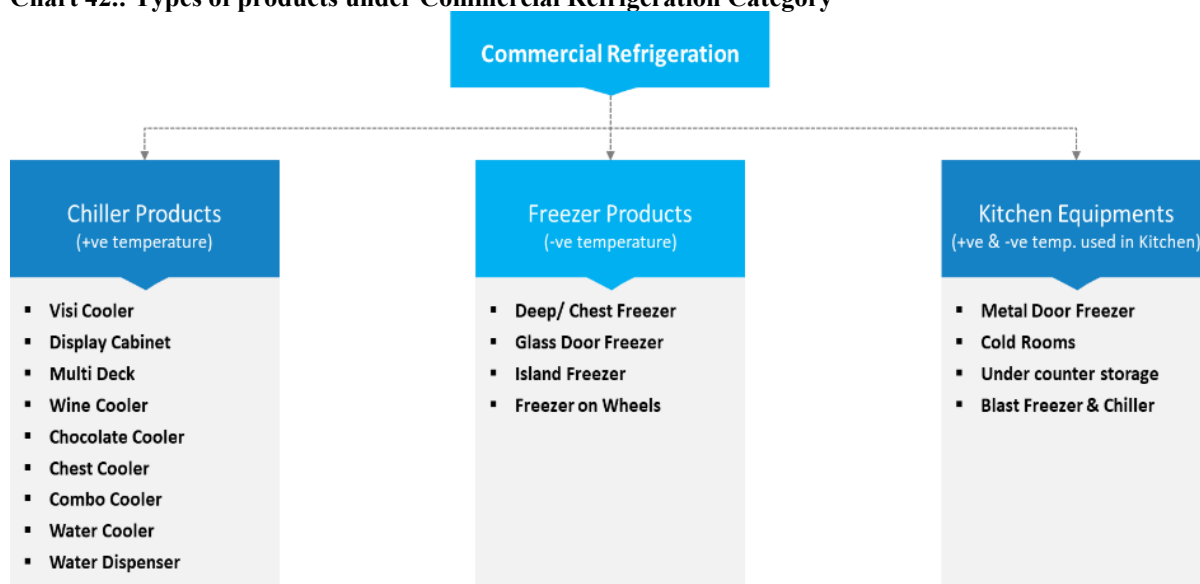 Chart 42.: Types of products under Commercial Refrigeration Category
Commercial Refrigeration
Chiller Products
(+ve temperature)
▪ Visi Cooler
▪ Display Cabinet
▪ Multi Deck
▪ Wine Cooler
▪ Chocolate Cooler
▪ Chest Cooler
▪ Combo Cooler
▪ Water Cooler
▪ Water Dispenser
Freezer Products
(-ve temperature)
▪ Deep/ Chest Freezer
▪ Glass Door Freezer
▪ Island Freezer
▪ Freezer on Wheels
Kitchen Equipments
(+ve & -ve temp. used in Kitchen)
▪ Metal Door Freezer
▪ Cold Rooms
▪ Under counter storage
▪ Blast Freezer & Chiller